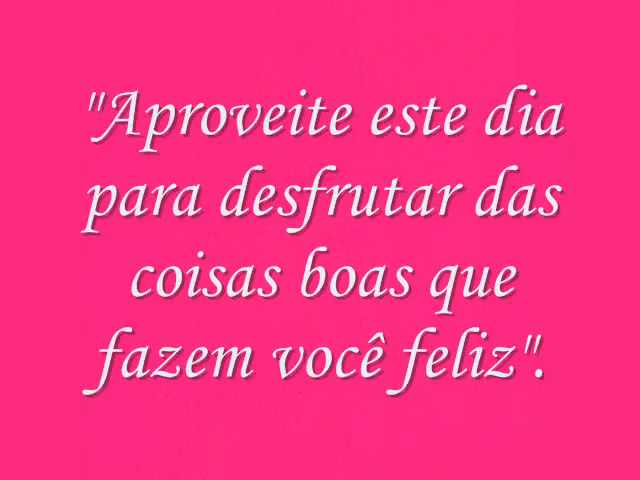 "Aproveite este dia
para desfrutar das
coisas boas que
fazem você feliz".